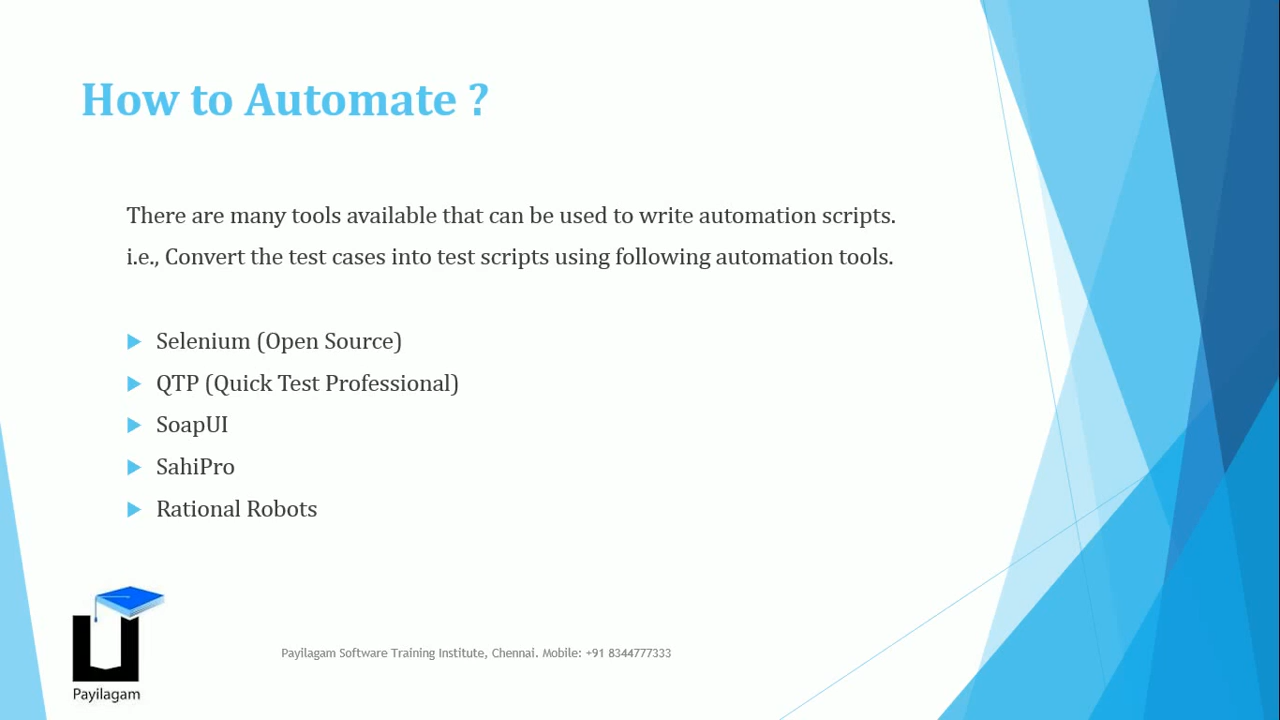 How to Automate ?
There are many tools available that can be used to write automation scripts.
i.e., Convert the test cases into test scripts using following automation tools.
Selenium (Open Source)
QTP (Quick Test Professional)
SoapUI
SahiPro
Rational Robots
Payilagam Software Training Institute, Chennai. Mobile: +91 8344777333
Payilagam